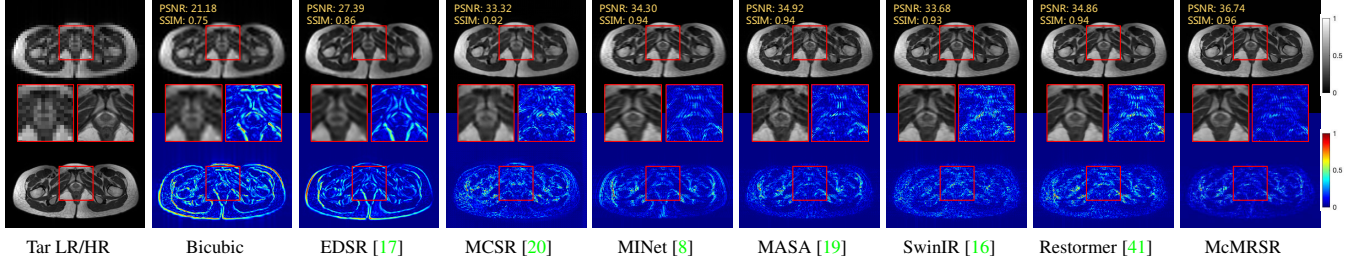 PSNR: 21.18
SSIM: 0.75
PSNR: 27.39
SSIM: 0.86
PSNR: 33.32
SSIM: 0.92
PSNR: 34.30
SSIM: 0.94
PSNR: 34.92
SSIM: 0.94
PSNR: 33.68
SSIM: 0.93
PSNR: 34.86
SSIM: 0.94
PSNR: 36.74
SSIM: 0.94
1
0.5
0
1
0.5
0
Tar LR/HR
Bicubic
EDSR [17]
MCSR [20]
MINet [8]
MASA [19]
SwinIR [16]
Restormer [41]
McMRSR